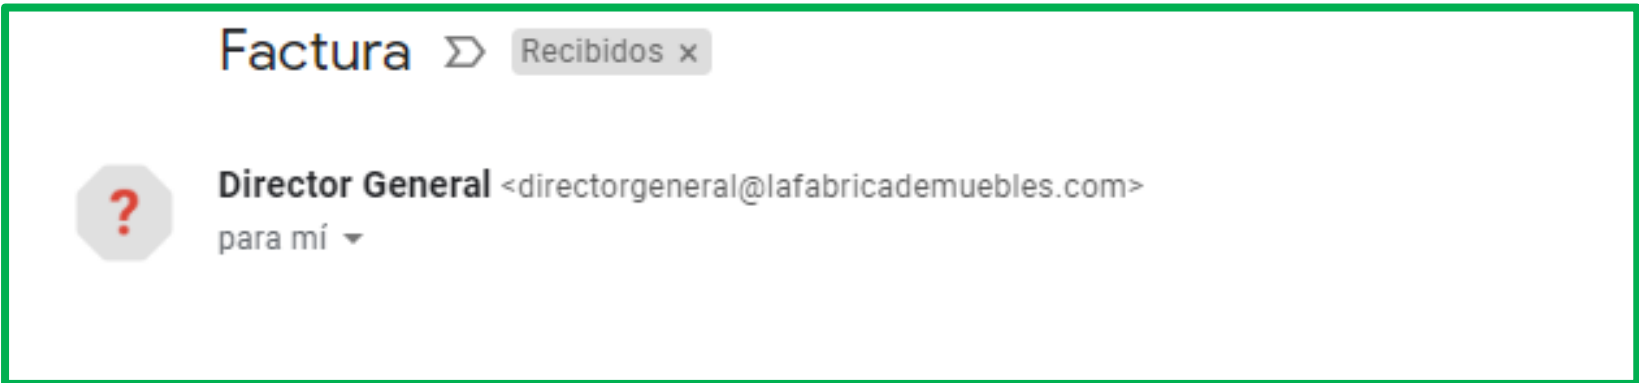 Factura Recibidos ×
?
Director General <directorgeneral@lafabricademuebles.com>
para mí